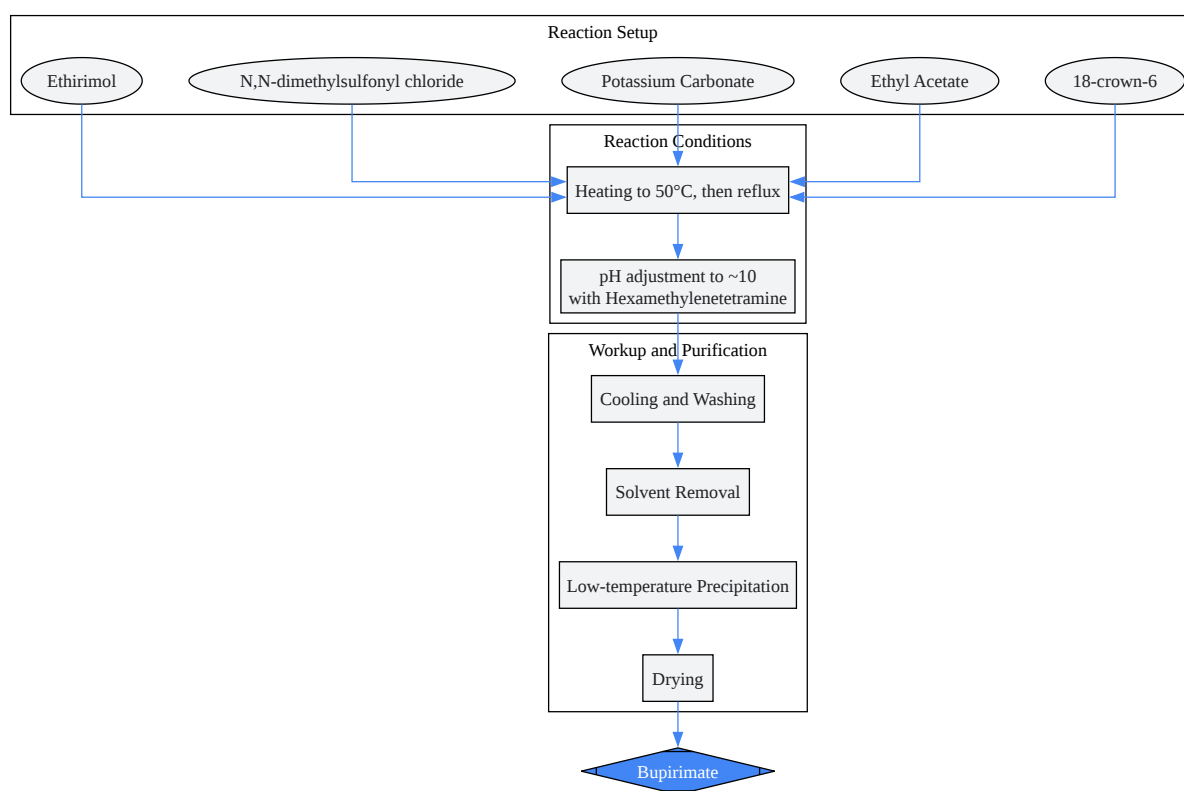 Reaction Setup
Ethirimol
N,N-dimethylsulfonyl chloride
Potassium Carbonate
Ethyl Acetate
18-crown-6
Reaction Conditions
Heating to 50°C, then reflux
pH adjustment to ~10
with Hexamethylenetetramine
Workup and Purification
Cooling and Washing
Solvent Removal
Low-temperature Precipitation
Drying
Bupirimate